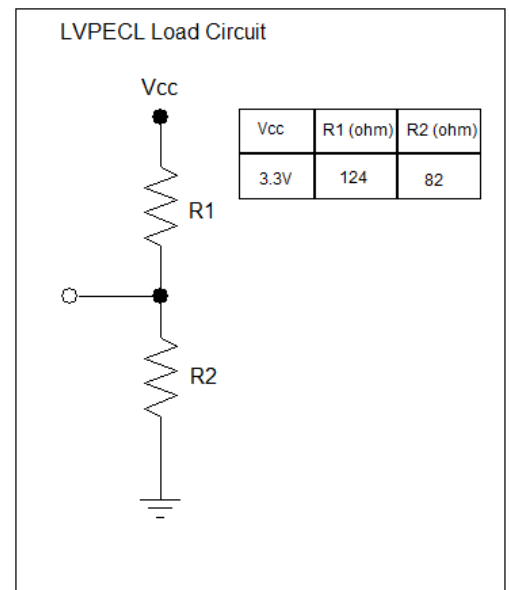 LVPECL Load Circuit
Vcc
Vcc R1 (ohm) R2 (ohm)
3.3V 124 82
R1
R2